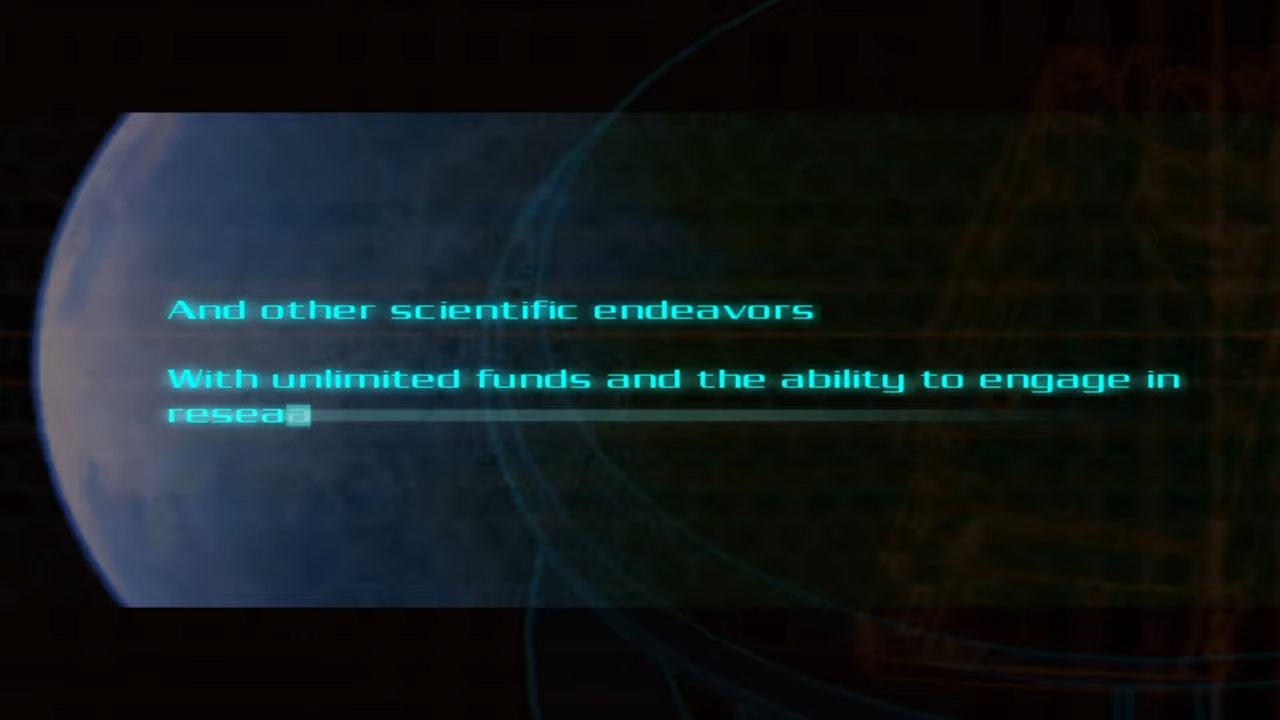 And other scientific endeavors
With unlimited funds and the ability to engage in
reseaa